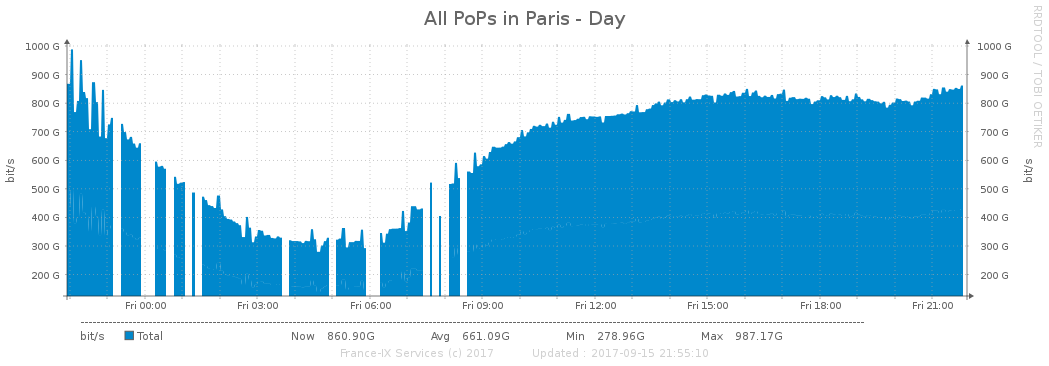 All PoPs in Paris - Day
RRDTOOL / TOBI OETIKER
bit/s
1000 G 1000 G
900 G 900 G
800 G 800 G
700 G 700 G
600 G 600 G
500 G 500 G
400 G 400 G
300 G 300 G
200 G 200 G
bit/s
Fri 00:00 Fri 03:00 Fri 06:00 Fri 09:00 Fri 12:00 Fri 15:00 Fri 18:00 Fri 21:00
bit/s Total Now 860.90G Avg 661.09G Min 278.96G Max 987.17G
France-IX Services (c) 2017 Updated : 2017-09-15 21:55:10